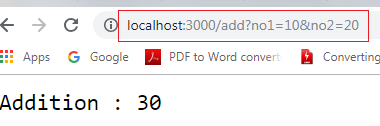 localhost:3000/add?no1=10&no2=20
Apps G Google PDF to Word convert Converting
Addition : 30